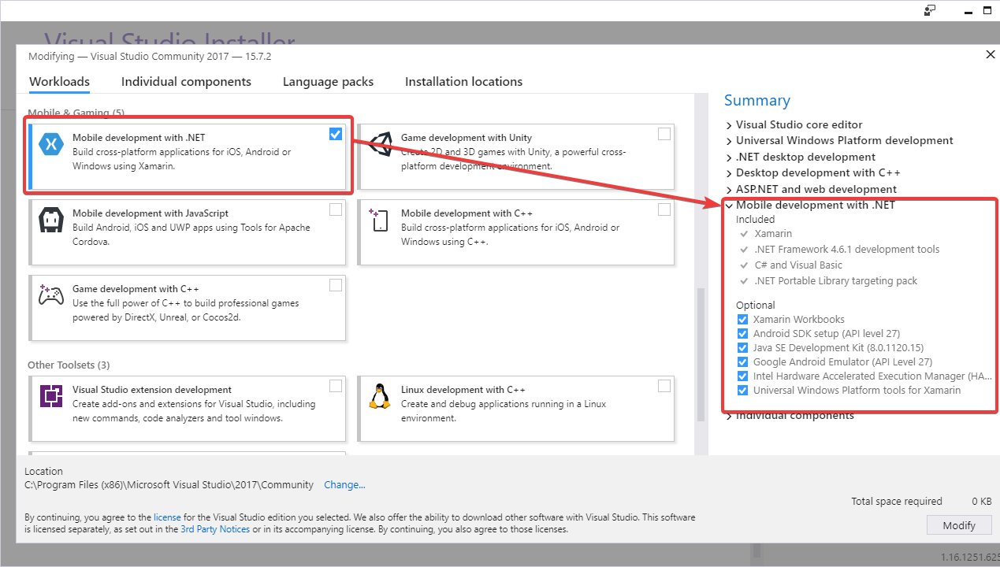 Visual Studio Installer
Modifying — Visual Studio Community 2017 — 15.7.2
Workloads
Individual components
Language packs
Installation locations
Mobile & Gaming (5)
Mobile development with .NET
Build cross-platform applications for iOS, Android or
Windows using Xamarin.
Game development with Unity
Create 2D and 3D games with Unity, a powerful cross-
platform development environment.
Mobile development with JavaScript
Build Android, iOS and UWP apps using Tools for Apache
Cordova.
Mobile development with C++
Build cross-platform applications for iOS, Android or
Windows using C++.
Game development with C++
Use the full power of C++ to build professional games
powered by DirectX, Unreal, or Cocos2d.
Other Toolsets (3)
Visual Studio extension development
Create add-ons and extensions for Visual Studio, including
new commands, code analyzers and tool windows.
Linux development with C++
Create and debug applications running in a Linux
environment.
Summary
Visual Studio core editor
Universal Windows Platform development
.NET desktop development
Desktop development with C++
ASP.NET and web development
Mobile development with .NET
Included
Xamarin
.NET Framework 4.6.1 development tools
C# and Visual Basic
.NET Portable Library targeting pack
Optional
Xamarin Workbooks
Android SDK setup (API level 27)
Java SE Development Kit (8.0.1120.15)
Google Android Emulator (API Level 27)
Intel Hardware Accelerated Execution Manager (HA...
Universal Windows Platform tools for Xamarin
Individual components
Location
C:\Program Files (x86)\Microsoft Visual Studio\2017\Community Change...
By continuing, you agree to the license for the Visual Studio edition you selected. We also offer the ability to download other software with Visual Studio. This software
is licensed separately, as set out in the 3rd Party Notices or in its accompanying license. By continuing, you also agree to those licenses.
Total space required 0 KB
Modify
1.16.1251.625